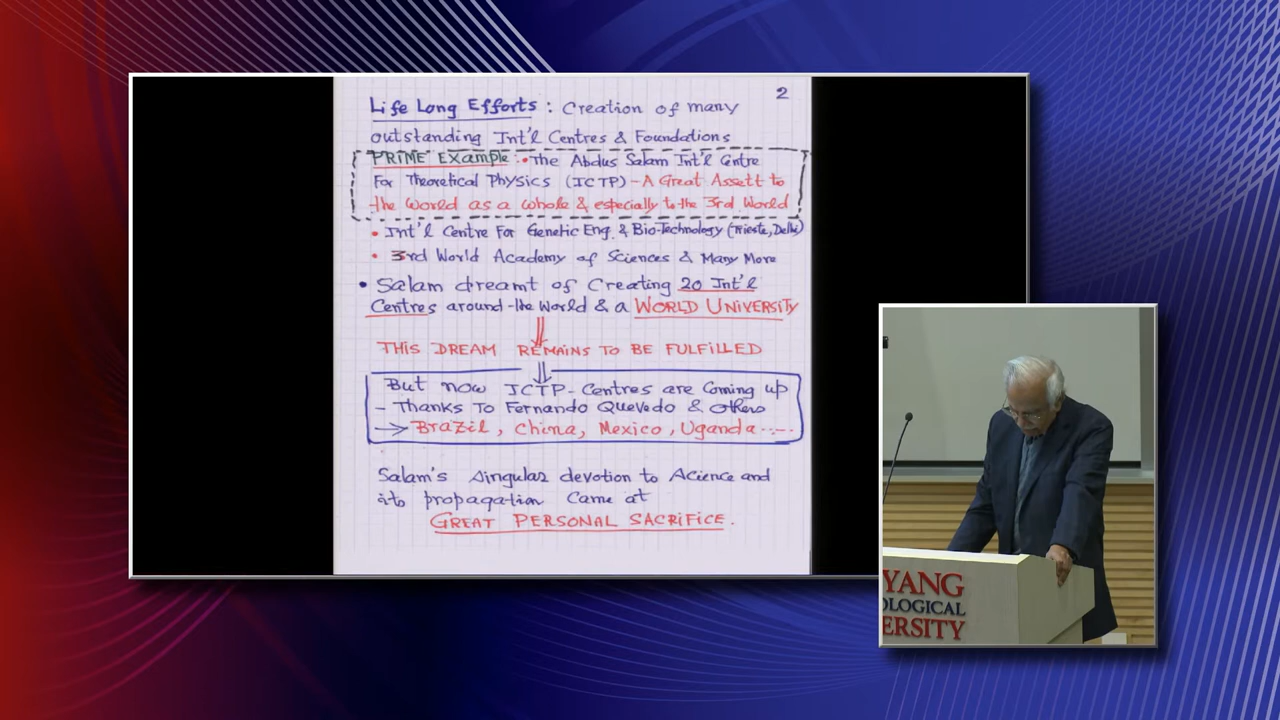 2
Life Long Efforts : Creation of many
outstanding Int'l Centres & Foundations
PRIME Example : • The Abdus Salam Int'l Centre
For Theoretical Physics (ICTP) - A Great Assett to
the World as a whole & especially to the 3rd World
• Int'l Centre For Genetic Eng. & Bio-Technology (Trieste, Delhi)
• 3rd World Academy of Sciences & Many More
• Salam dreamt of Creating 20 Int'l
Centres around the World & a WORLD UNIVERSITY
THIS DREAM REMAINS TO BE FULFILLED
But now ICTP-Centres are Coming up
- Thanks To Fernando Quevedo & others
→ Brazil, China, Mexico, Uganda ----
Salam's singular devotion to Science and
its propagation came at
GREAT PERSONAL SACRIFICE.
YANG
OLOGICAL
ERSITY